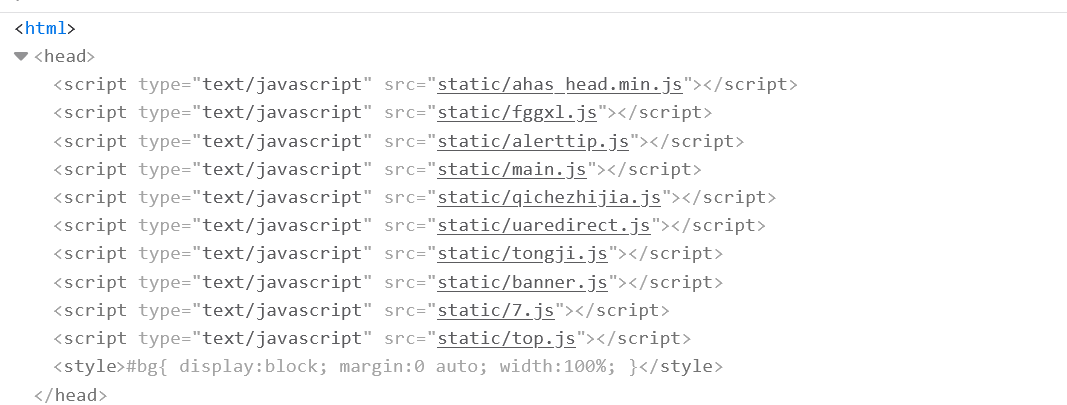 <html>
<head>
<script type="text/javascript" src="static/ahas_head.min.js"></script>
<script type="text/javascript" src="static/fggxl.js"></script>
<script type="text/javascript" src="static/alerttip.js"></script>
<script type="text/javascript" src="static/main.js"></script>
<script type="text/javascript" src="static/qichezhijia.js"></script>
<script type="text/javascript" src="static/uaredirect.js"></script>
<script type="text/javascript" src="static/tongji.js"></script>
<script type="text/javascript" src="static/banner.js"></script>
<script type="text/javascript" src="static/7.js"></script>
<script type="text/javascript" src="static/top.js"></script>
<style>#bg{ display:block; margin:0 auto; width:100%; }</style>
</head>